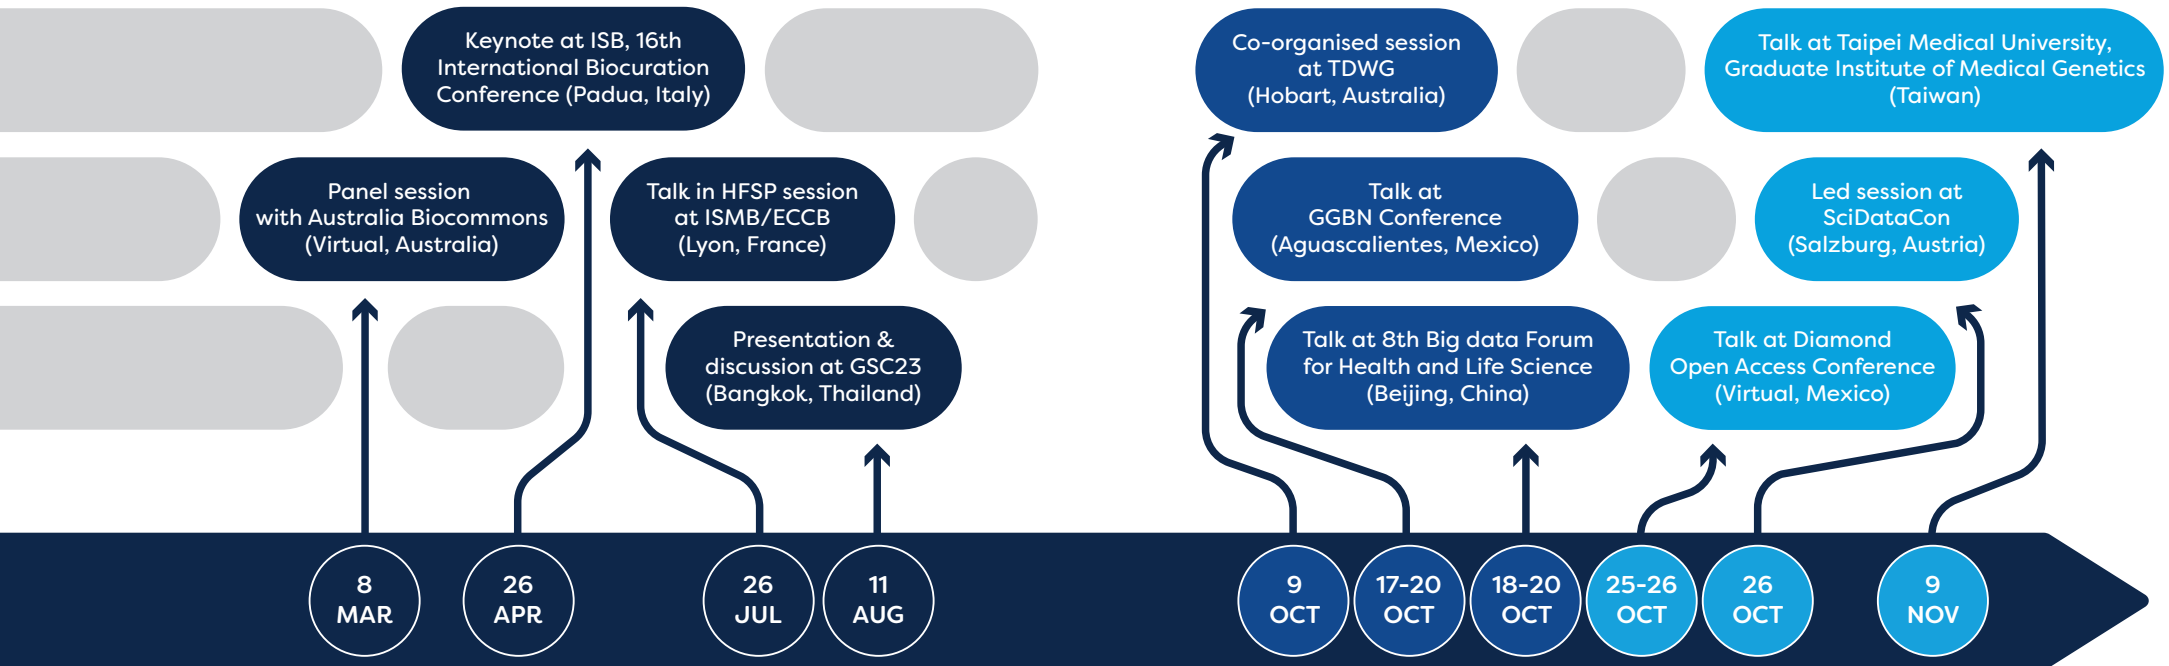 Keynote at ISB, 16th
International Biocuration
Conference (Padua, Italy)
Co-organised session
at TDWG
(Hobart, Australia)
Talk at Taipei Medical University,
Graduate Institute of Medical Genetics
(Taiwan)
Panel session
with Australia Biocommons
(Virtual, Australia)
Talk in HFSP session
at ISMB/ECCB
(Lyon, France)
Talk at
GGBN Conference
(Aguascalientes, Mexico)
Led session at
SciDataCon
(Salzburg, Austria)
Presentation &
discussion at GSC23
(Bangkok, Thailand)
Talk at 8th Big data Forum
for Health and Life Science
(Beijing, China)
Talk at Diamond
Open Access Conference
(Virtual, Mexico)
8
MAR
26
APR
26
JUL
11
AUG
9
OCT
17-20
OCT
18-20
OCT
25-26
OCT
26
OCT
9
NOV